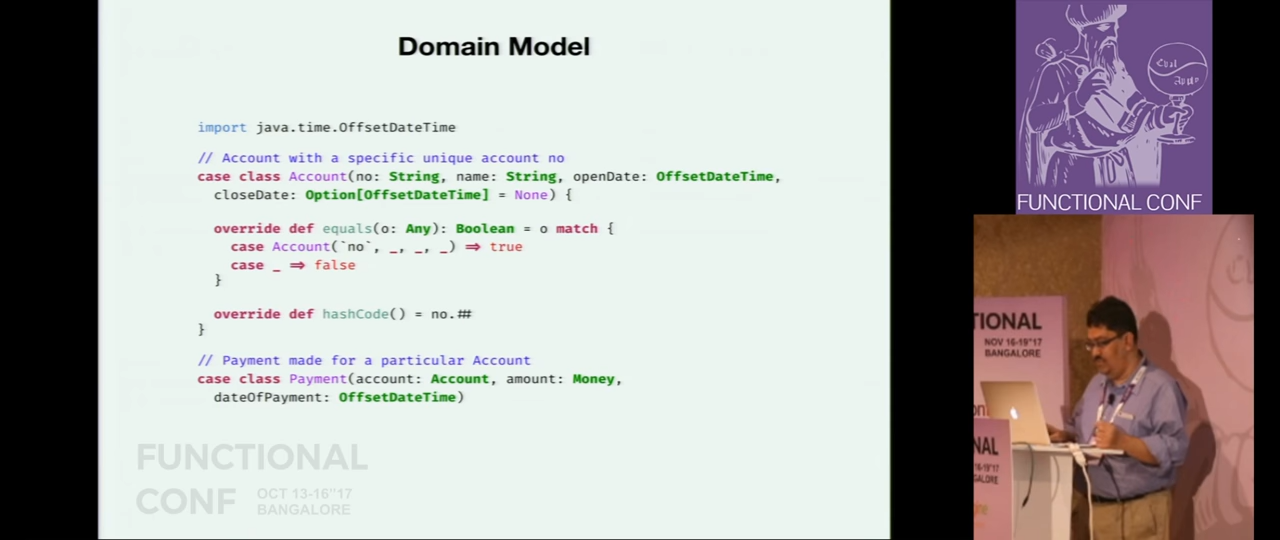 Domain Model
import java.time.OffsetDateTime
// Account with a specific unique account no
case class Account(no: String, name: String, openDate: OffsetDateTime,
closeDate: Option[OffsetDateTime] = None) {
override def equals(o: Any): Boolean = o match {
case Account(`no`, _, _, _) ⇒ true
case _ ⇒ false
}
override def hashCode() = no.##
}
// Payment made for a particular Account
case class Payment(account: Account, amount: Money,
dateOfPayment: OffsetDateTime)
FUNCTIONAL
CONF
OCT 13-16"17
BANGALORE
Eval
Apply
FUNCTIONAL CONF
TIONAL
NOV 16-19"17
BANGALORE
NAL